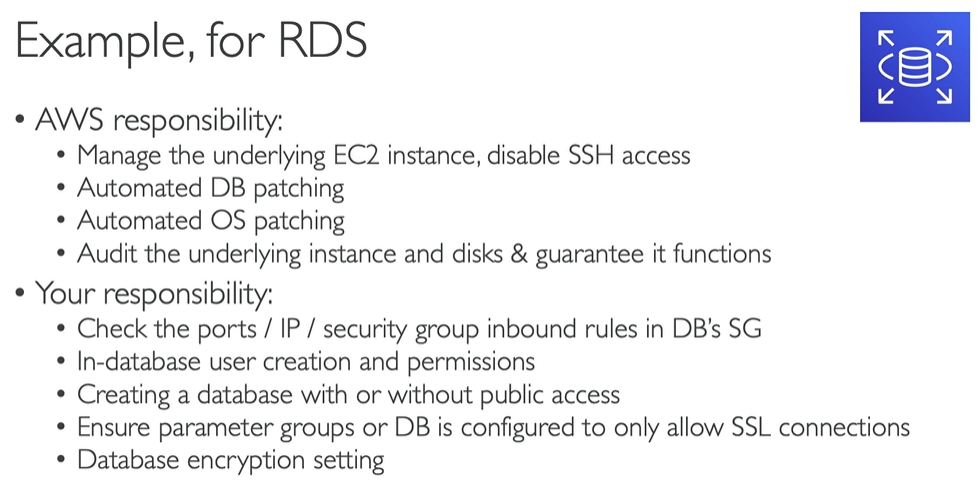 Example, for RDS
• AWS responsibility:
• Manage the underlying EC2 instance, disable SSH access
• Automated DB patching
• Automated OS patching
• Audit the underlying instance and disks & guarantee it functions
• Your responsibility:
• Check the ports / IP / security group inbound rules in DB's SG
• In-database user creation and permissions
• Creating a database with or without public access
• Ensure parameter groups or DB is configured to only allow SSL connections
• Database encryption setting